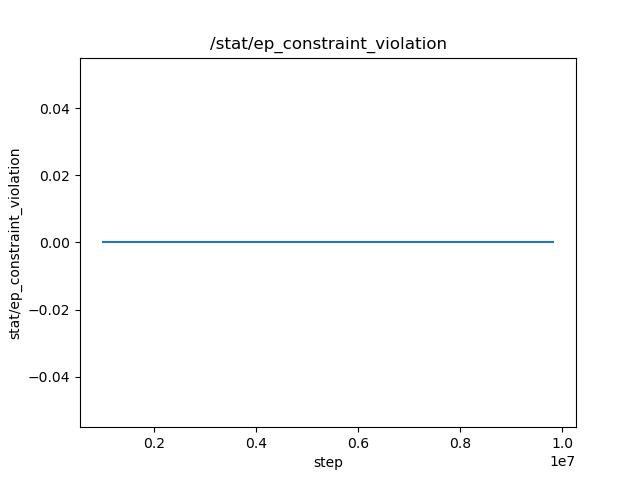 /stat/ep_constraint_violation
stat/ep_constraint_violation
0.04
0.02
0.00
−0.02
−0.04
0.2 0.4 0.6 0.8 1.0
1e7
step